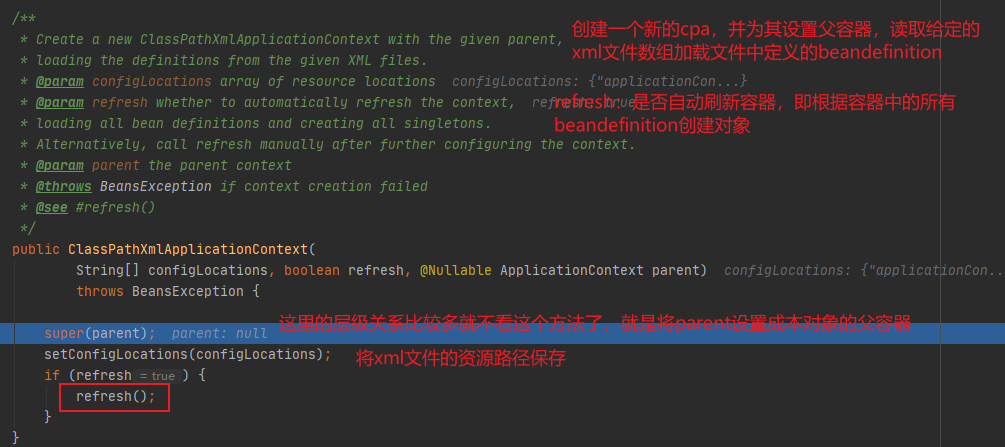 /**
* Create a new ClassPathXmlApplicationContext with the given parent,
创建一个新的cpa，并为其设置父容器，读取给定的
* loading the definitions from the given XML files.
xml文件数组加载文件中定义的beandefinition
* @param configLocations array of resource locations configLocations: {"applicationCon...}
* @param refresh whether to automatically refresh the context,
refresh：是否自动刷新容器，即根据容器中的所有
* loading all bean definitions and creating all singletons.
beandefinition创建对象
* Alternatively, call refresh manually after further configuring the context.
* @param parent the parent context
* @throws BeansException if context creation failed
* @see #refresh()
*/
public ClassPathXmlApplicationContext(
String[] configLocations, boolean refresh, @Nullable ApplicationContext parent) configLocations: {"applicationCon...
throws BeansException {
super(parent); parent: null 这里的层级关系比较多就不看这个方法了，就是将parent设置成本对象的父容器
setConfigLocations(configLocations); 将xml文件的资源路径保存
if (refresh = true ) {
refresh();
}
}